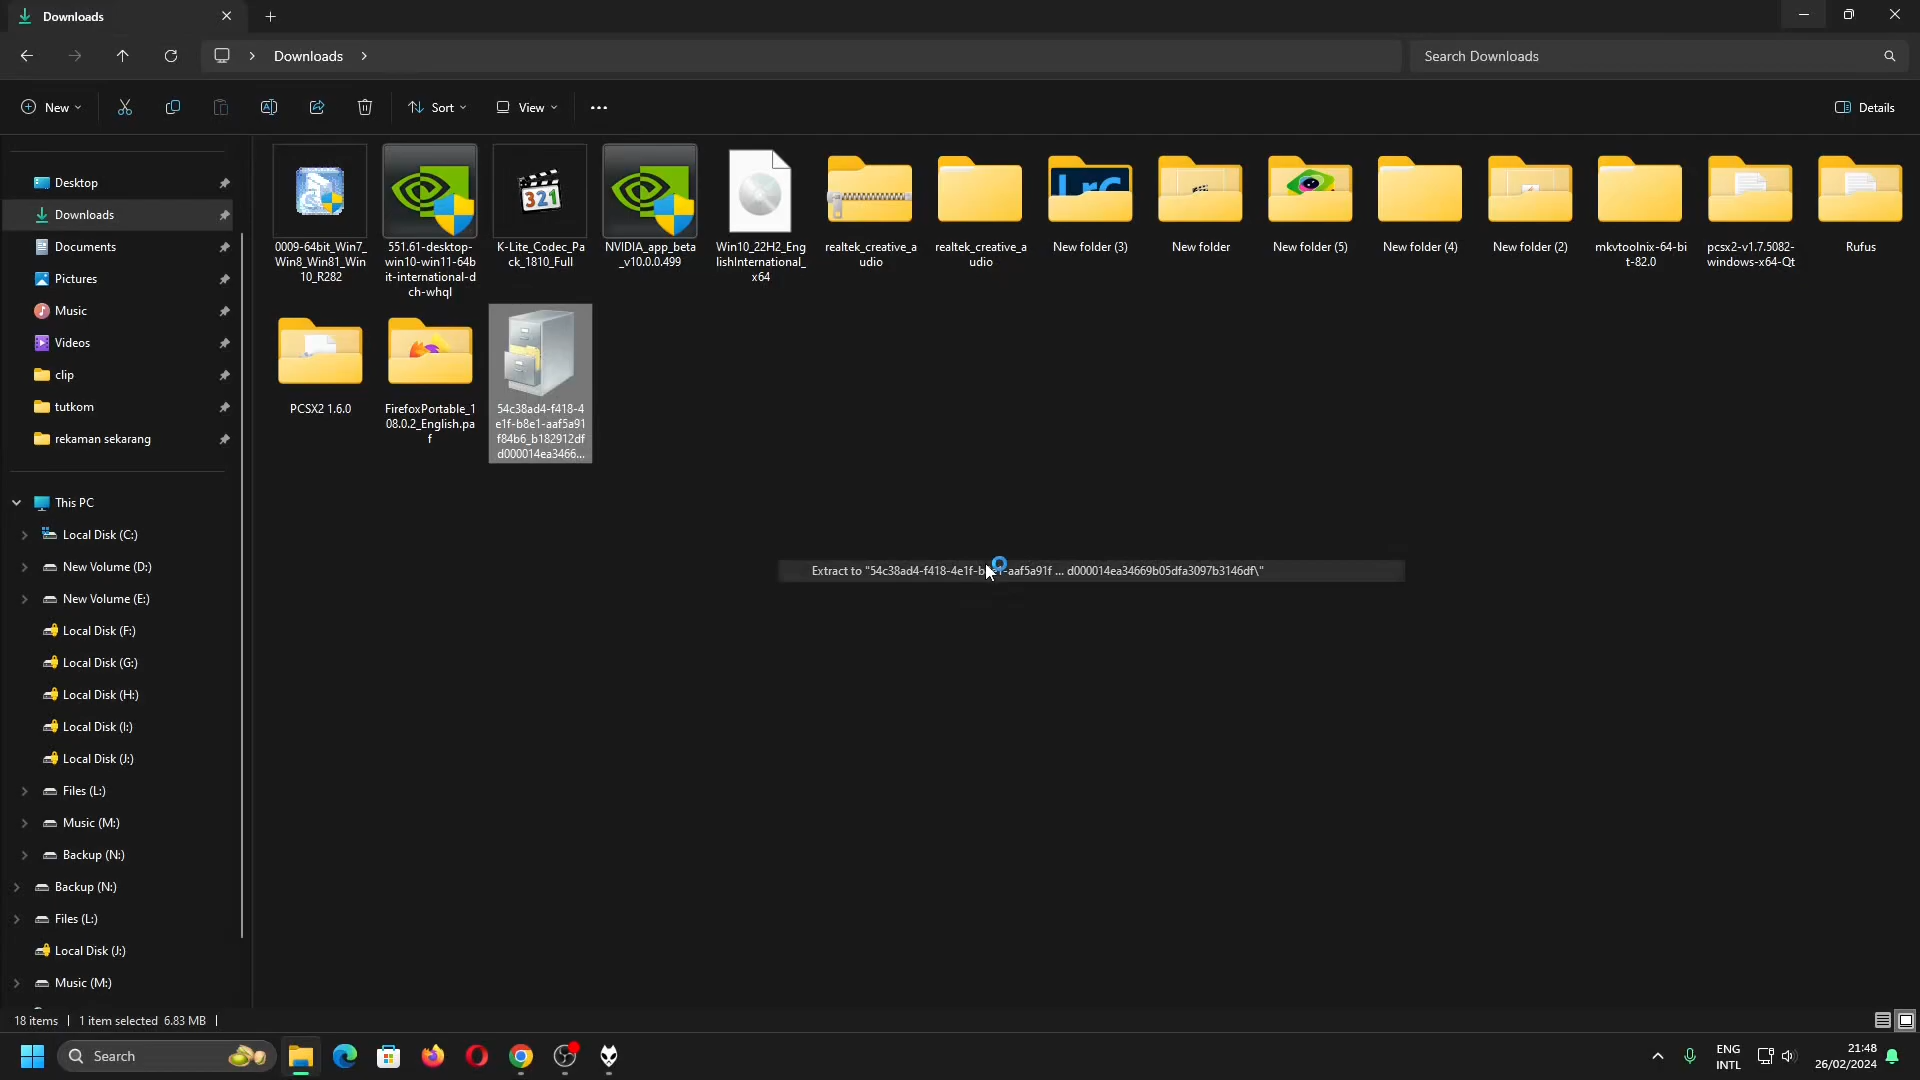 Downloads
Downloads
Search Downloads
New
Sort
View
Details
Desktop
Downloads
Documents
Pictures
Music
Videos
clip
tutkom
rekaman sekarang
This PC
Local Disk (C:)
New Volume (D:)
New Volume (E:)
Local Disk (F:)
Local Disk (G:)
Local Disk (H:)
Local Disk (I:)
Local Disk (J:)
Files (L:)
Music (M:)
Backup (N:)
Backup (N:)
Files (L:)
Local Disk (J:)
Music (M:)
321
LrC
0009-64bit_Win7_
Win8_Win81_Win
10_R282
551.61-desktop-
win10-win11-64b
it-international-d
ch-whql
K-Lite_Codec_Pa
ck_1810_Full
NVIDIA_app_beta
_v10.0.0.499
Win10_22H2_Eng
lishInternational_
x64
realtek_creative_a
udio
realtek_creative_a
udio
New folder (3)
New folder
New folder (5)
New folder (4)
New folder (2)
mkvtoolnix-64-bi
t-82.0
pcsx2-v1.7.5082-
windows-x64-Qt
Rufus
PCSX2 1.6.0
FirefoxPortable_1
08.0.2_English.pa
f
54c38ad4-f418-4
e1f-b8e1-aaf5a91
f84b6_b182912df
d000014ea3466...
Extract to "54c38ad4-f418-4e1f-b8e1-aaf5a91f ... d000014ea34669b05dfa3097b3146df\"
18 items
1 item selected 6.83 MB
Search
ENG
INTL
21:48
26/02/2024